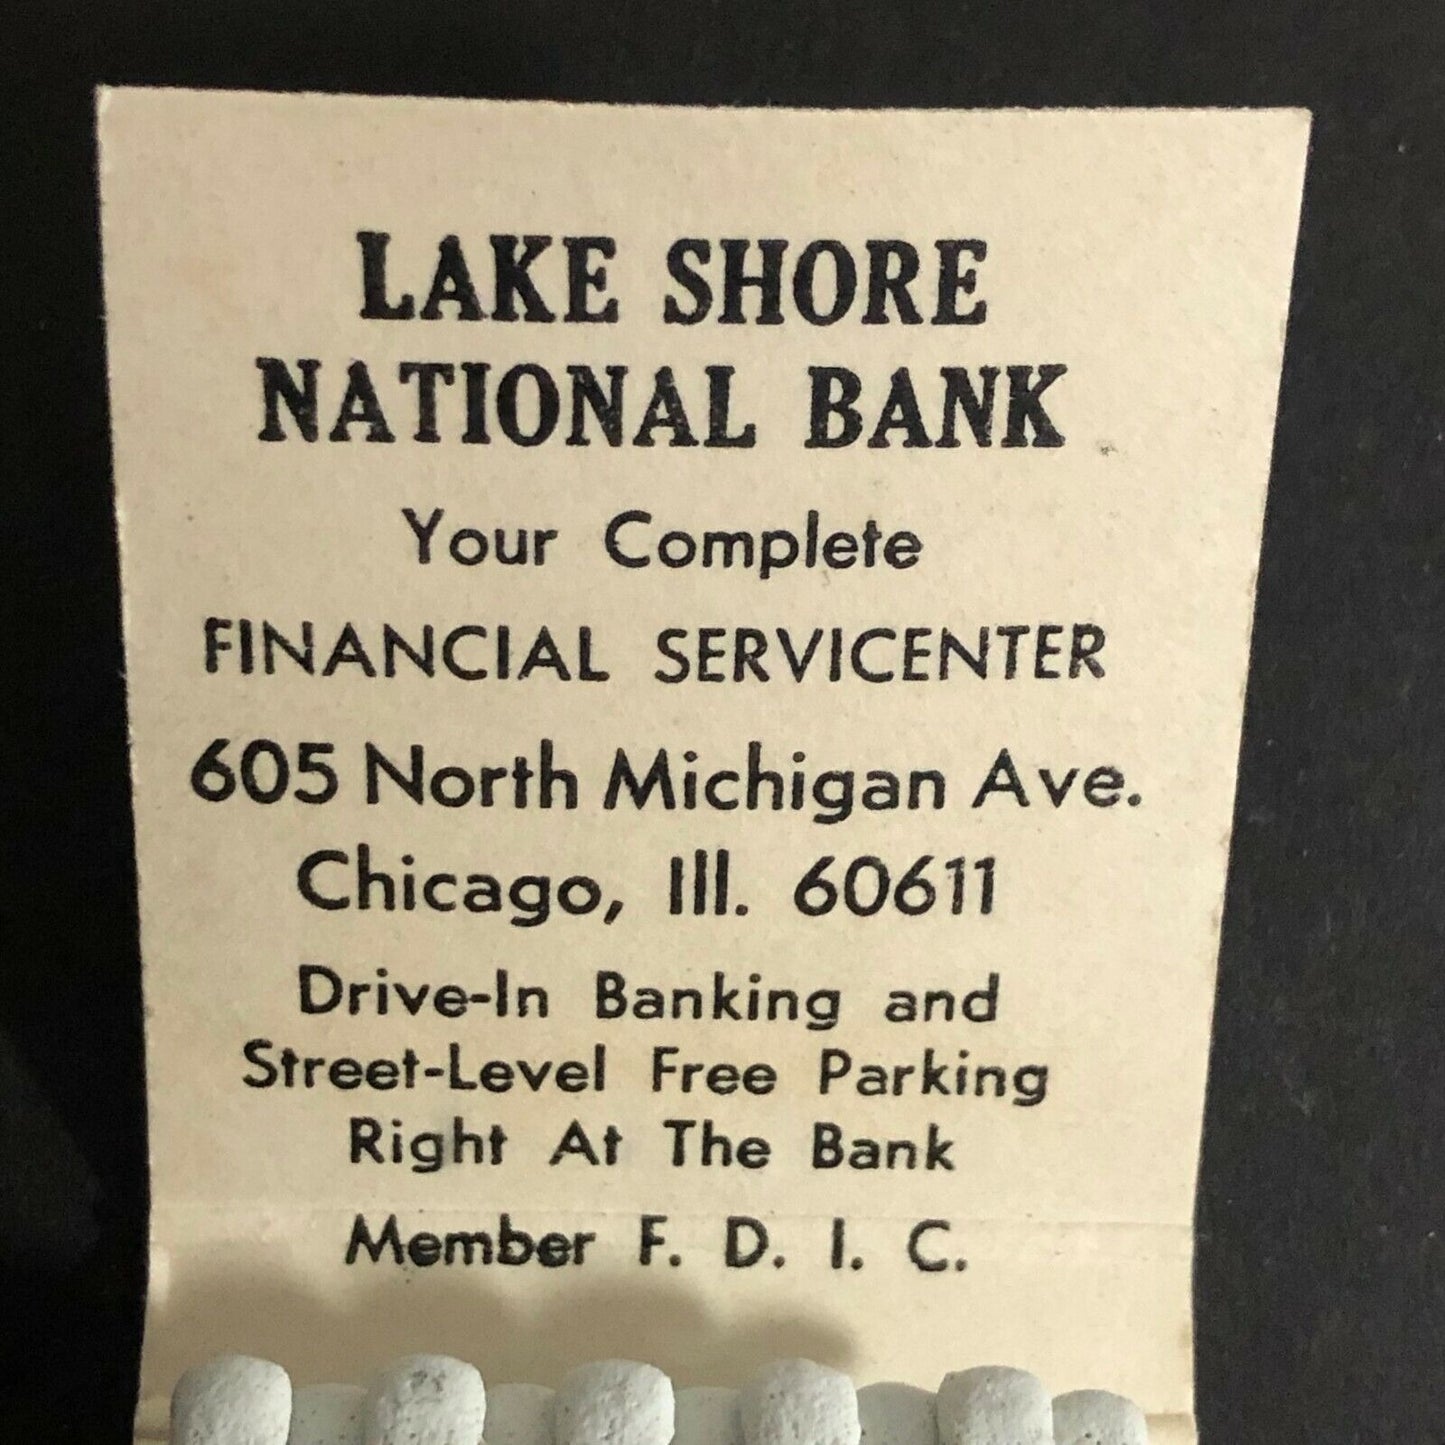 LAKE SHORE
NATIONAL BANK
Your Complete
FINANCIAL SERVICENTER
605 North Michigan Ave.
Chicago, Ill. 60611
Drive-In Banking and
Street-Level Free Parking
Right At The Bank
Member F. D. I. C.